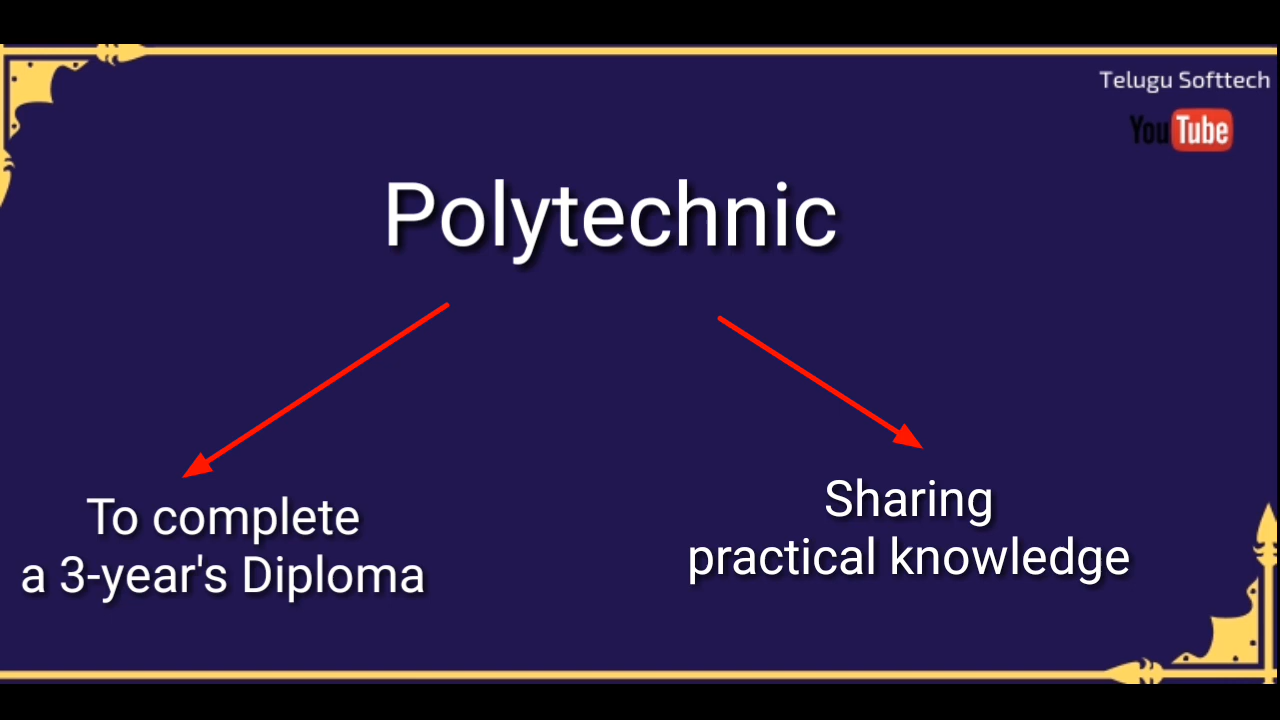 Telugu Softtech
YouTube
Polytechnic
To complete
a 3-year's Diploma
Sharing
practical knowledge